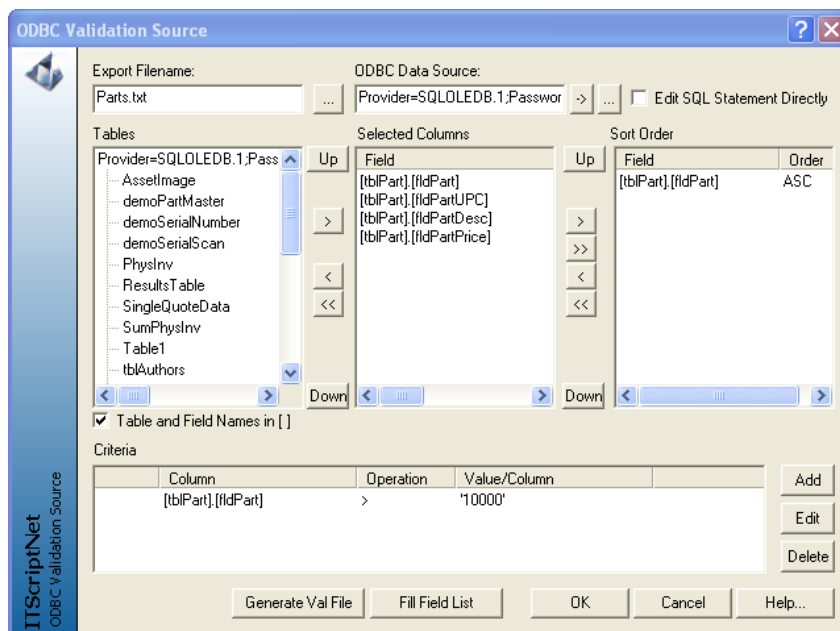 ODBC Validation Source
Export Filename:
ODBC Data Source:
Parts.txt
...
Provider=SQLOLEDB.1;Passwor
->
...
Edit SQL Statement Directly
Tables
Selected Columns
Sort Order
Provider=SQLOLEDB.1;Pass
AssetImage
demoPartMaster
demoSerialNumber
demoSerialScan
PhysInv
ResultsTable
SingleQuoteData
SumPhysInv
Table1
tblAuthors
Up
>
<
<<
Down
Field
[tblPart].[fldPart]
[tblPart].[fldPartUPC]
[tblPart].[fldPartDesc]
[tblPart].[fldPartPrice]
Up
>
>>
<
<<
Down
Field Order
[tblPart].[fldPart] ASC
Table and Field Names in [ ]
Criteria
Column Operation Value/Column
[tblPart].[fldPart] > '10000'
Add
Edit
Delete
ITScriptNet
ODBC Validation Source
Generate Val File
Fill Field List
OK
Cancel
Help...